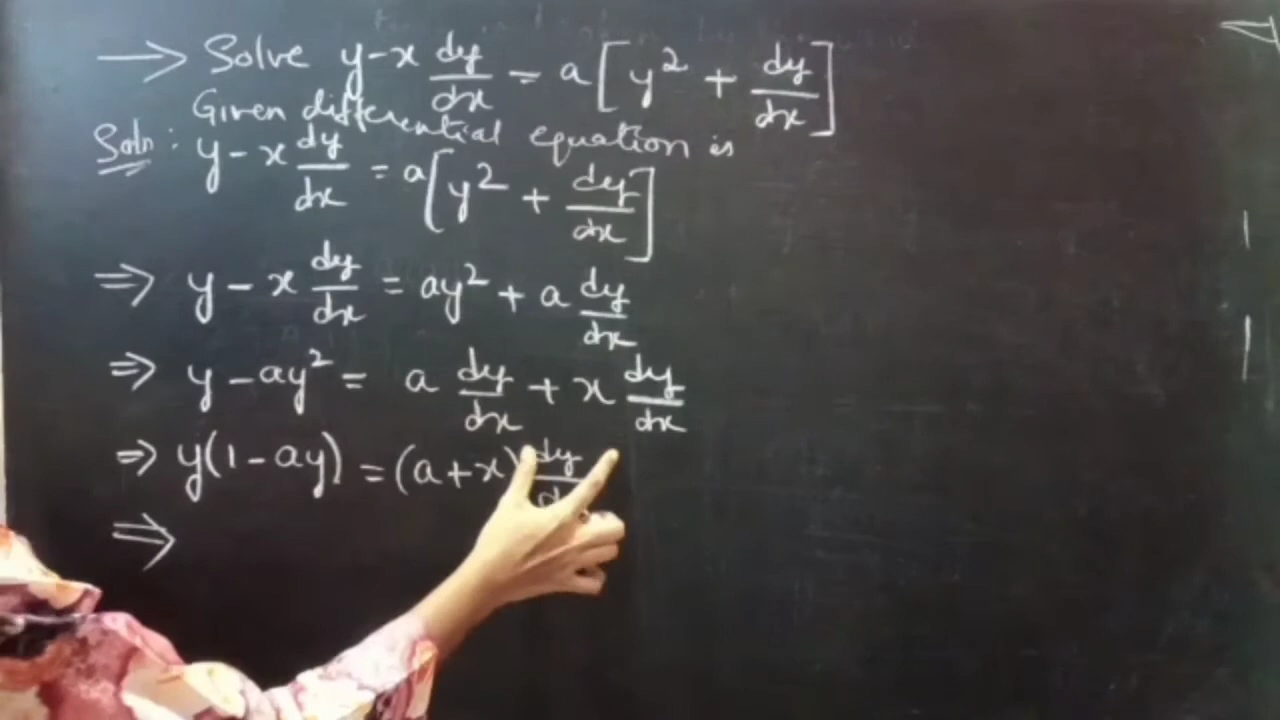 → Solve y-x dy/dx = a[y² + dy/dx]
Given differential equation is
Soln: y - x dy/dx = a[y² + dy/dx]
⇒ y - x dy/dx = ay² + a dy/dx
⇒ y - ay² = a dy/dx + x dy/dx
⇒ y(1-ay) = (a+x) dy/d
⇒